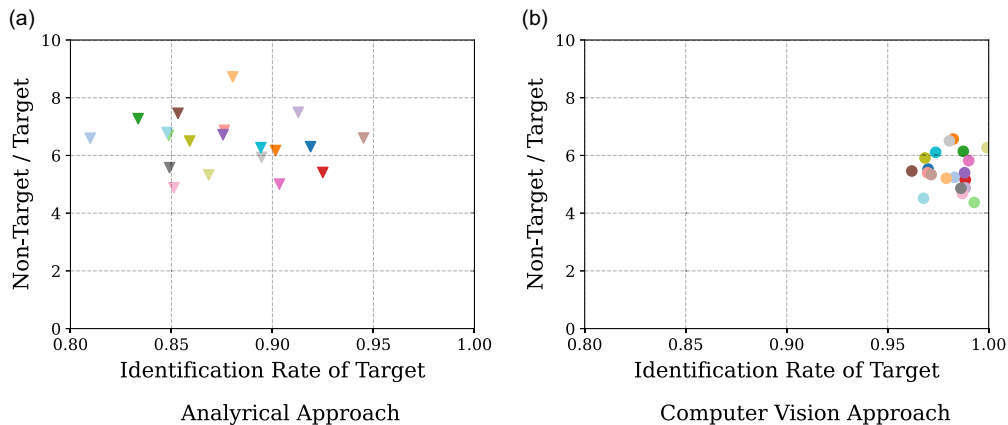 (a)
10
8
6
4
2
0
Non-Target / Target
0.80 0.85 0.90 0.95 1.00
Identification Rate of Target
Analyrical Approach
(b)
10
8
6
4
2
0
Non-Target / Target
0.80 0.85 0.90 0.95 1.00
Identification Rate of Target
Computer Vision Approach